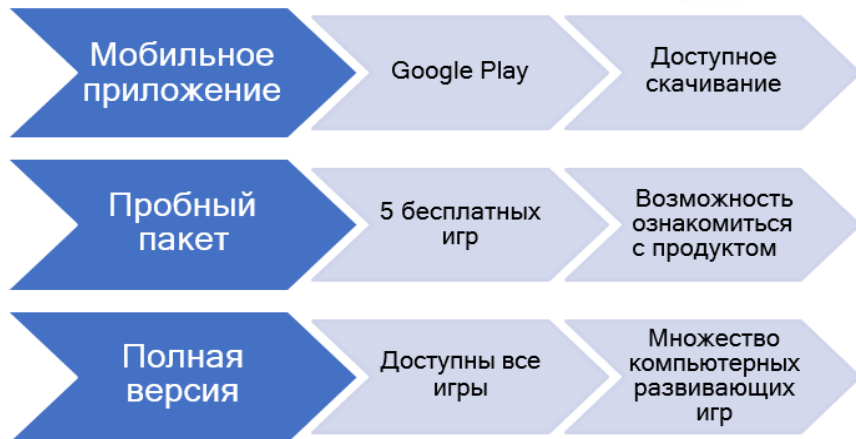 Мобильное
приложение
Google Play
Доступное
скачивание
Пробный
пакет
5 бесплатных
игр
Возможность
ознакомиться
с продуктом
Полная
версия
Доступны все
игры
Множество
компьютерных
развивающих
игр